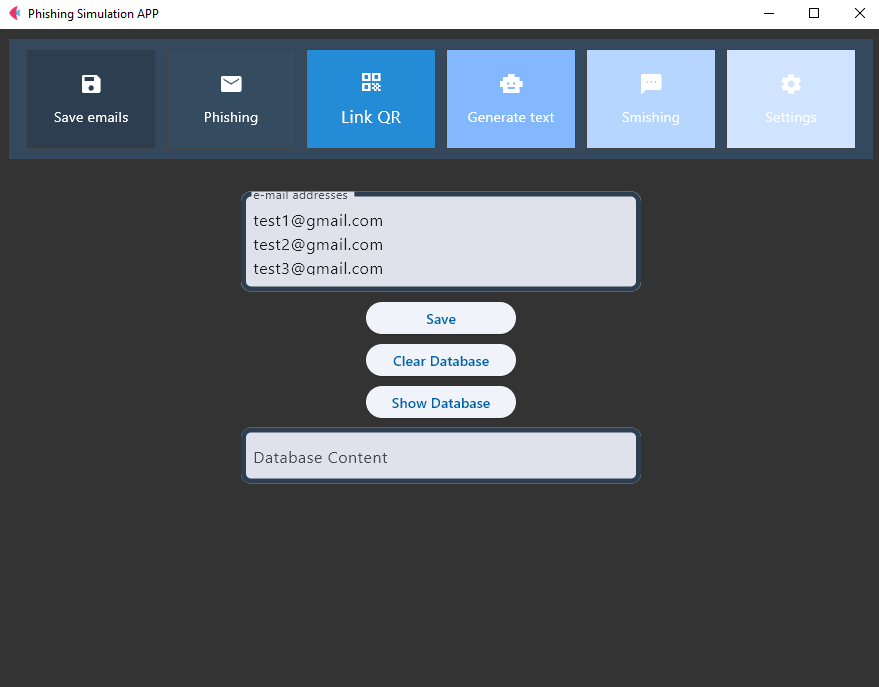 Phishing Simulation APP
Save emails
Phishing
Link QR
Generate text
Smishing
Settings
e-mail addresses
test1@gmail.com
test2@gmail.com
test3@gmail.com
Save
Clear Database
Show Database
Database Content